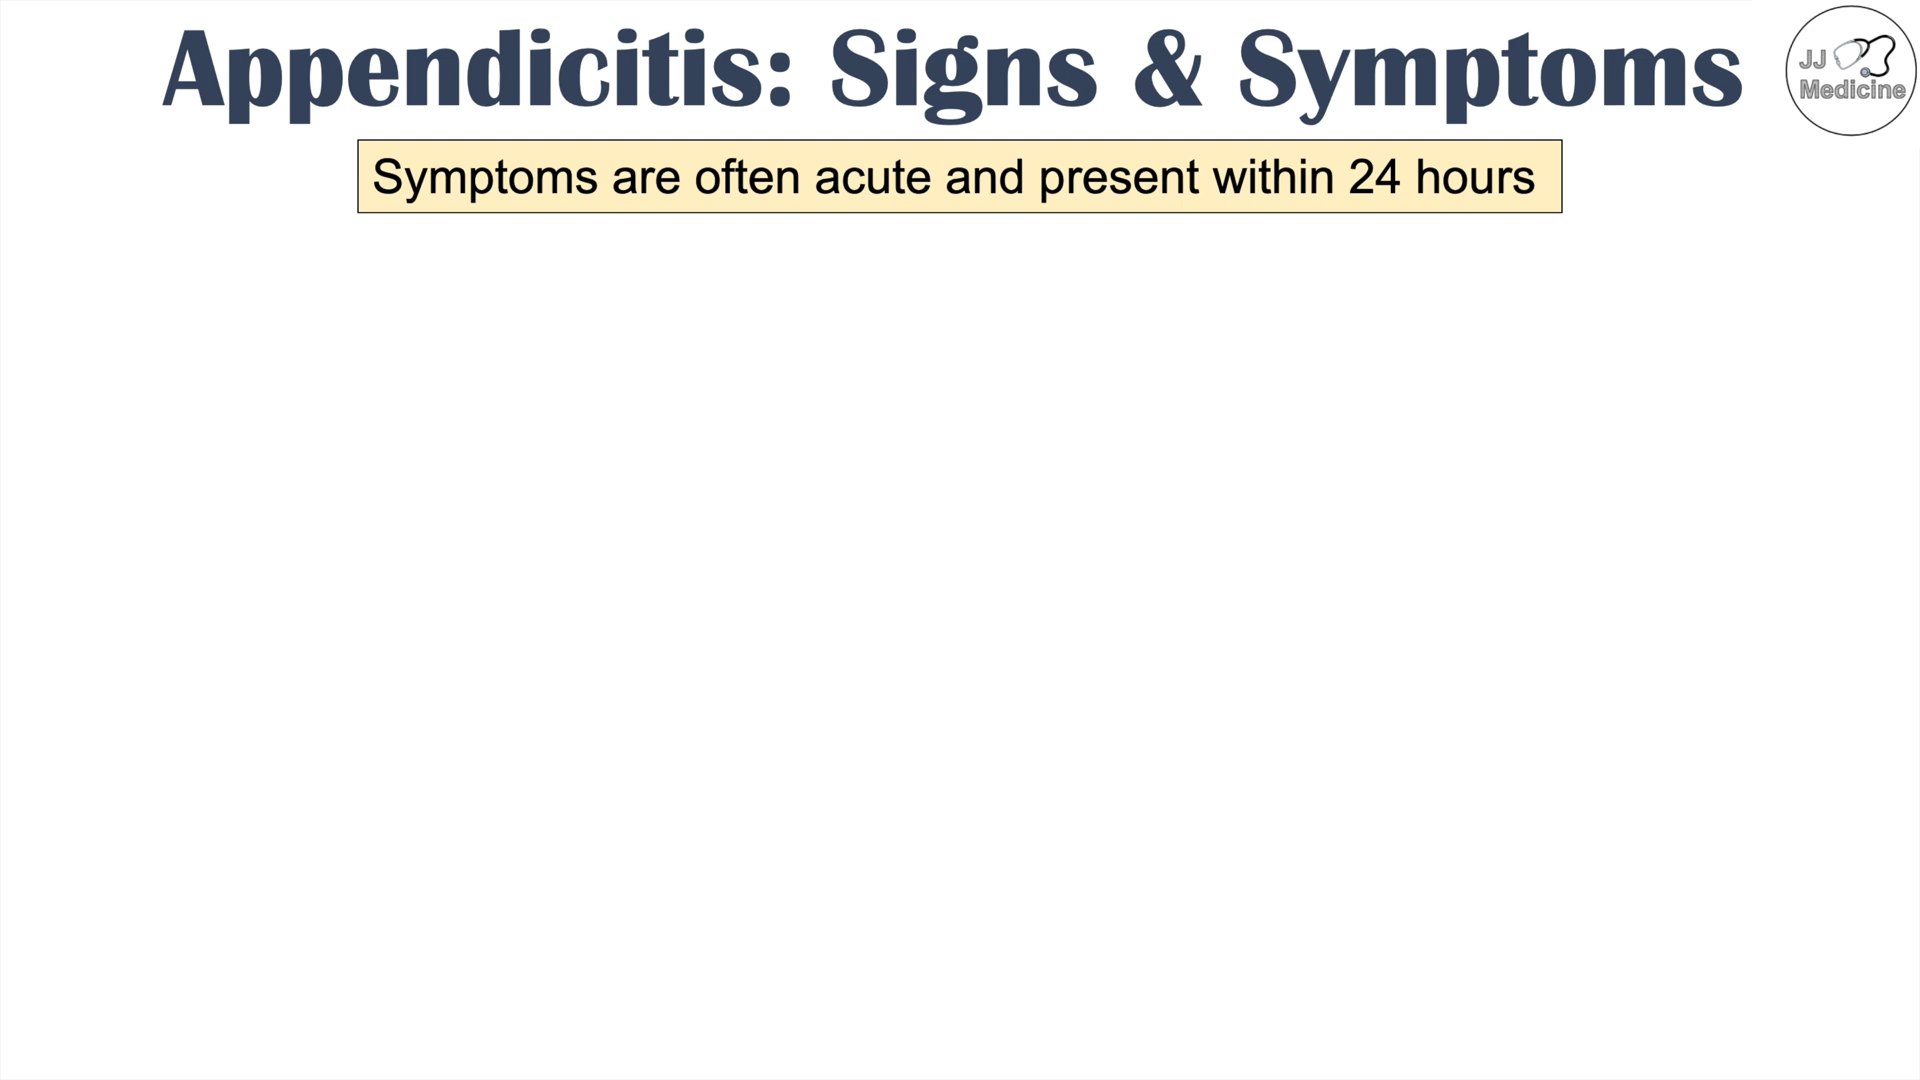 Appendicitis: Signs & Symptoms
JJ
Medicine
Symptoms are often acute and present within 24 hours